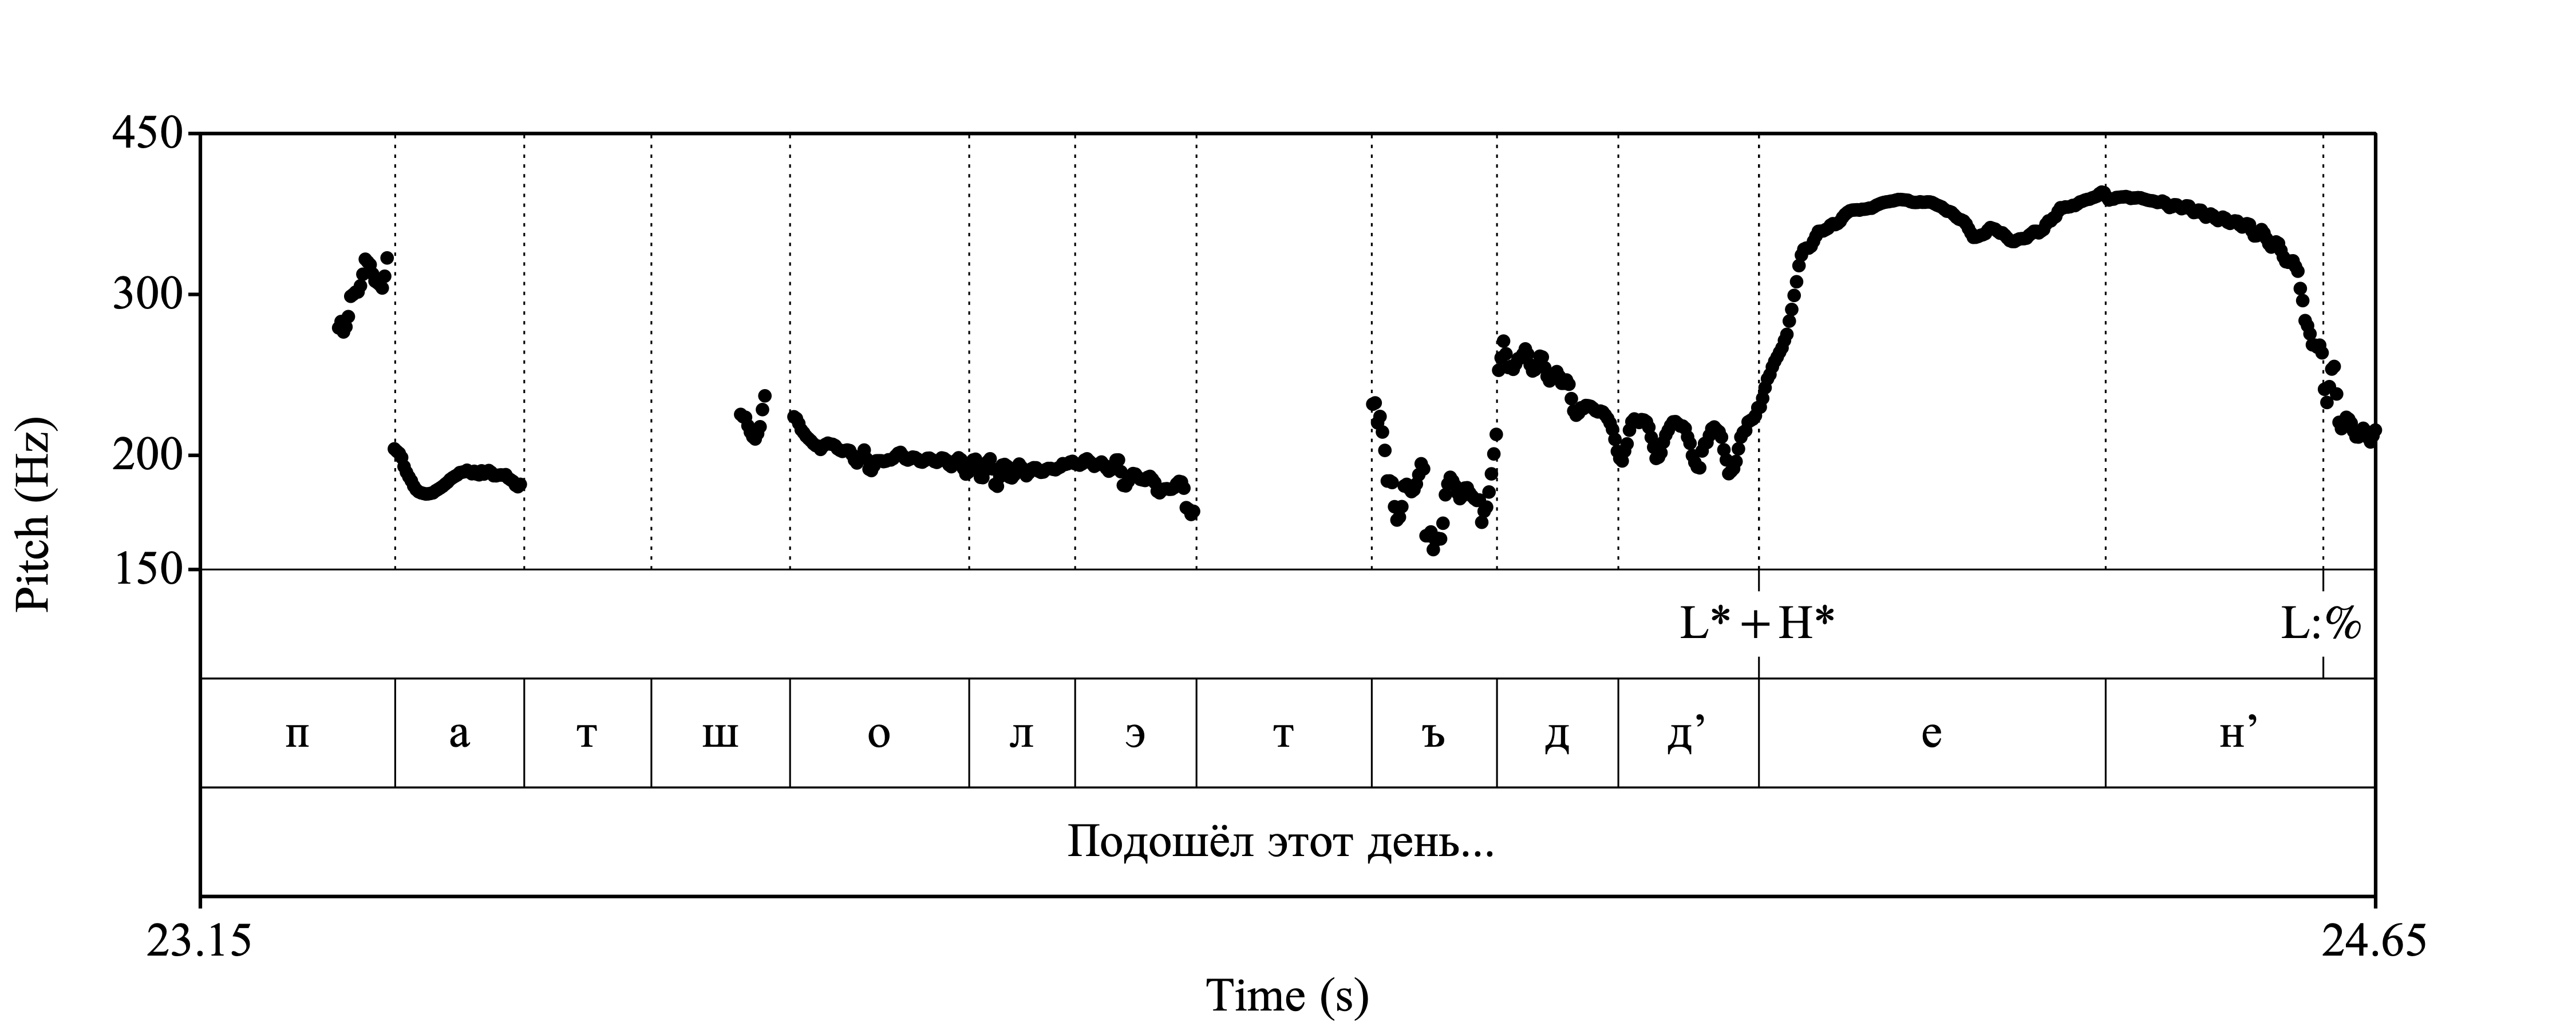 450
300
200
150
Pitch (Hz)
L*+H* L:%
п а т ш о л э т ъ д д’ е н’
Подошёл этот день...
23.15 24.65
Time (s)